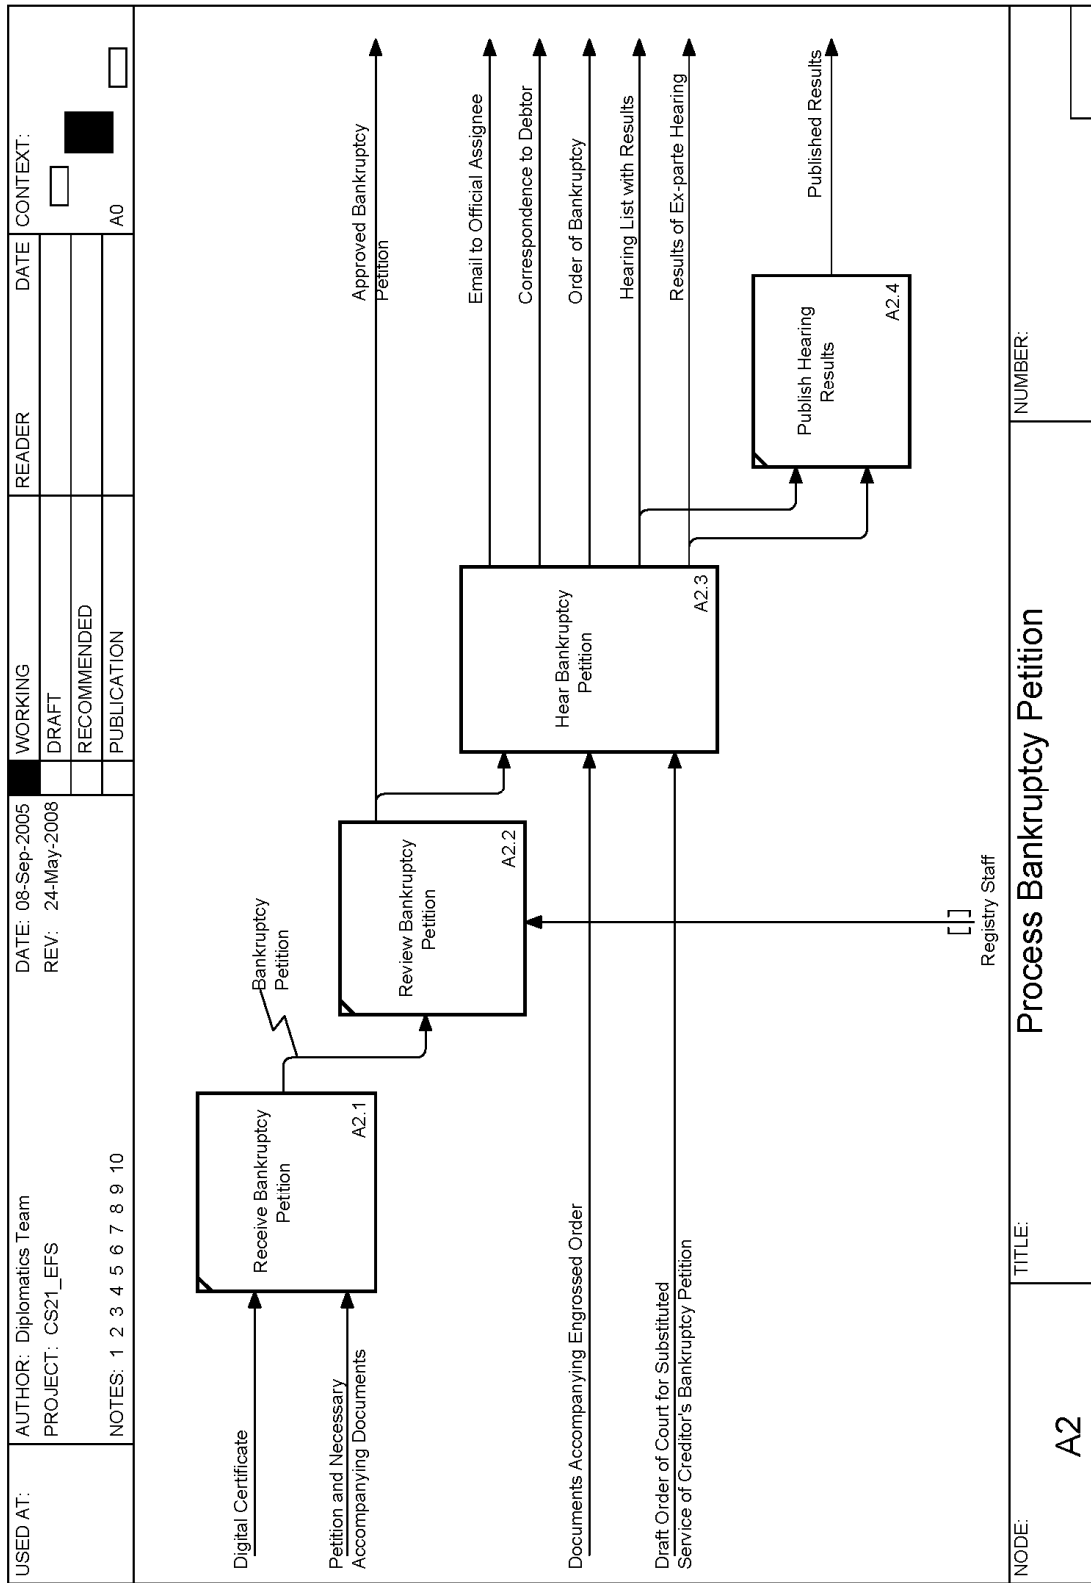 USED AT:
AUTHOR: Diplomatics Team
PROJECT: CS21_EFS
NOTES: 1 2 3 4 5 6 7 8 9 10
DATE: 08-Sep-2005
REV: 24-May-2008
WORKING
DRAFT
RECOMMENDED
PUBLICATION
READER
DATE
CONTEXT:
A0
Digital Certificate
Petition and Necessary
Accompanying Documents
Receive Bankruptcy
Petition
A2.1
Bankruptcy
Petition
Review Bankruptcy
Petition
A2.2
Approved Bankruptcy
Petition
Documents Accompanying Engrossed Order
Draft Order of Court for Substituted
Service of Creditor's Bankruptcy Petition
Hear Bankruptcy
Petition
A2.3
Email to Official Assignee
Correspondence to Debtor
Order of Bankruptcy
Hearing List with Results
Results of Ex-parte Hearing
Publish Hearing
Results
A2.4
Published Results
[ ]
Registry Staff
NODE:
A2
TITLE:
Process Bankruptcy Petition
NUMBER: